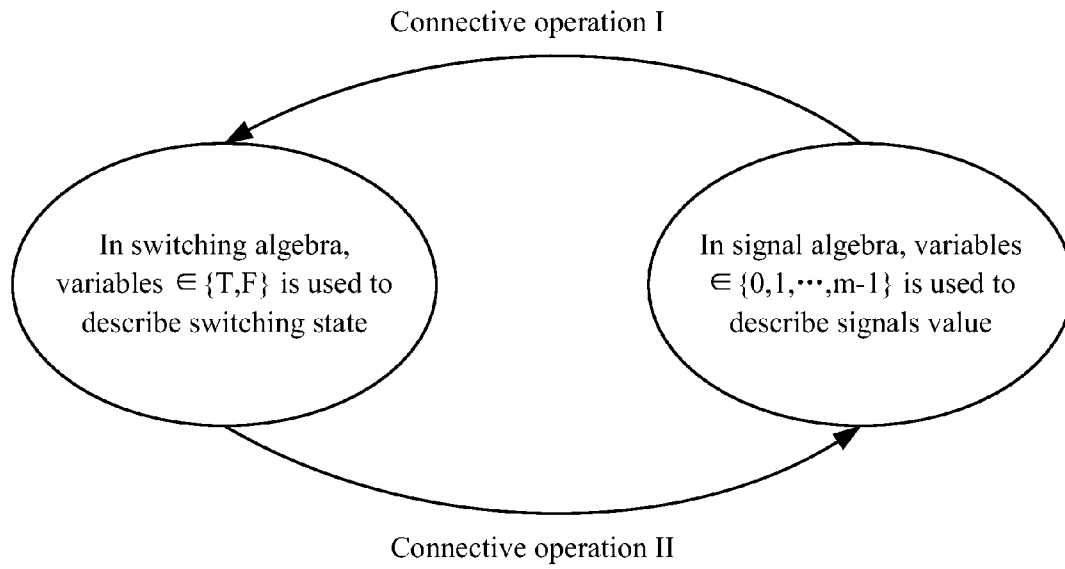 Connective operation I
In switching algebra,
variables ∈{T,F} is used to
describe switching state
In signal algebra, variables
∈{0,1,⋯,m-1} is used to
describe signals value
Connective operation II